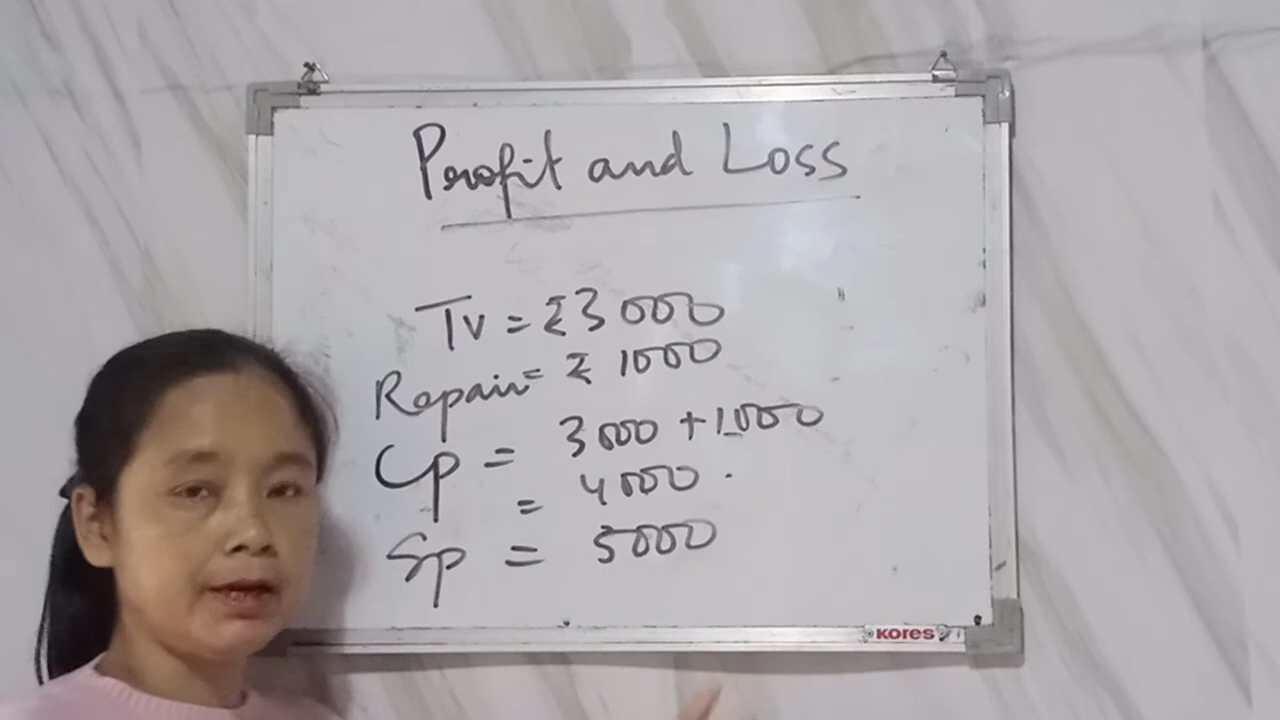 Profit and Loss
Tv = ₹3000
Repair = ₹ 1000
Cp = 3000 + 1000
= 4000.
Sp = 5000
KORES